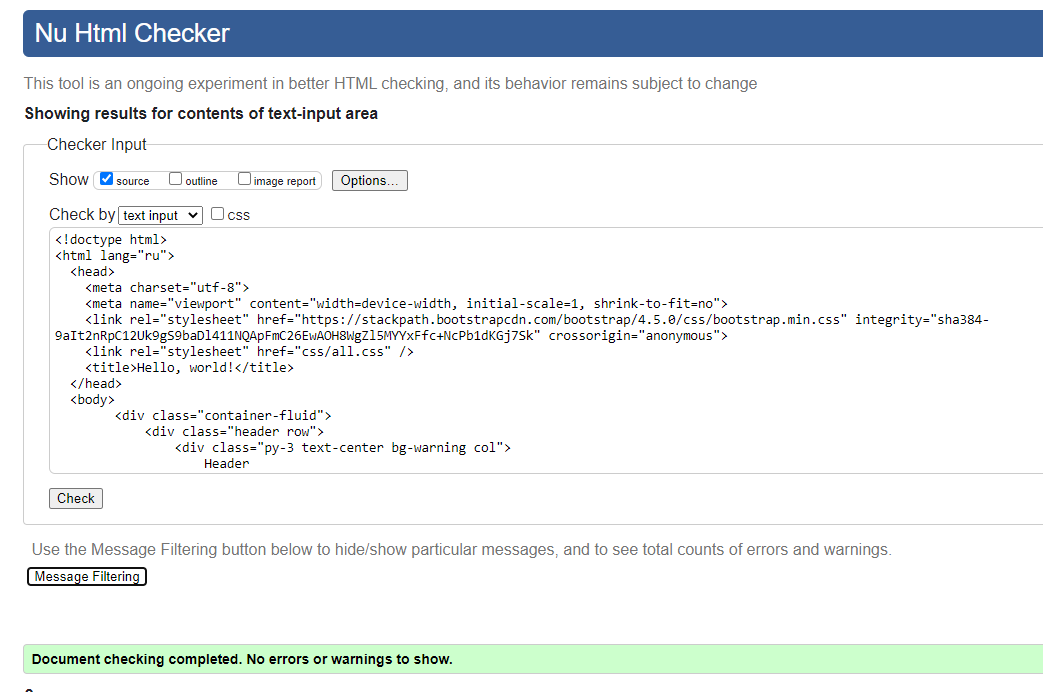 Nu Html Checker
This tool is an ongoing experiment in better HTML checking, and its behavior remains subject to change
Showing results for contents of text-input area
Checker Input
Show source outline image report Options...
Check by text input css
<!doctype html>
<html lang="ru">
<head>
<meta charset="utf-8">
<meta name="viewport" content="width=device-width, initial-scale=1, shrink-to-fit=no">
<link rel="stylesheet" href="https://stackpath.bootstrapcdn.com/bootstrap/4.5.0/css/bootstrap.min.css" integrity="sha384-
9aIt2nRpC12Uk9gS9baDl411NQApFmC26EwAOH8WgZl5MYYxFfc+NcPb1dKGj7Sk" crossorigin="anonymous">
<link rel="stylesheet" href="css/all.css" />
<title>Hello, world!</title>
</head>
<body>
<div class="container-fluid">
<div class="header row">
<div class="py-3 text-center bg-warning col">
Header
Check
Use the Message Filtering button below to hide/show particular messages, and to see total counts of errors and warnings.
Message Filtering
Document checking completed. No errors or warnings to show.